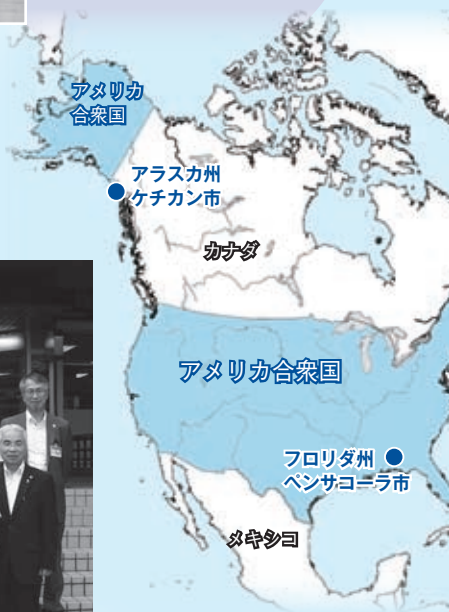 アメリカ
合衆国
アラスカ州
ケチカン市
カナダ
アメリカ合衆国
フロリダ州
ペンサコーラ市
メキシコ